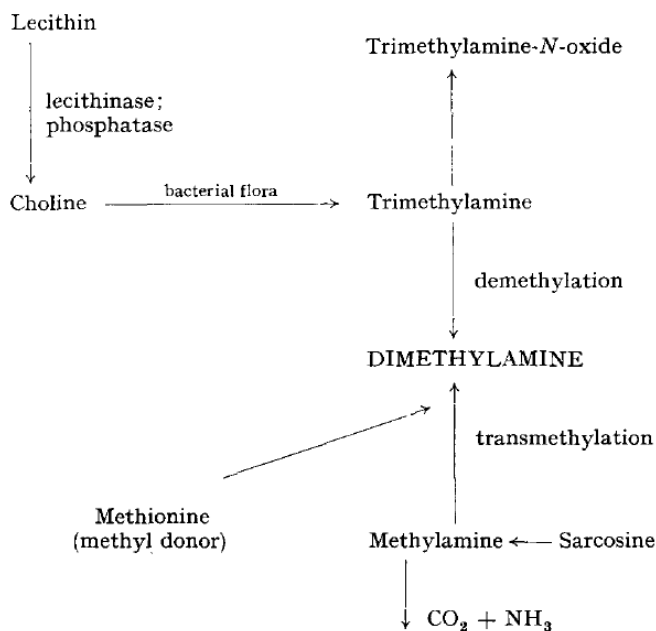 Lecithin
Trimethylamine-N-oxide
lecithinase;
phosphatase
bacterial flora
Choline
Trimethylamine
demethylation
DIMETHYLAMINE
transmethylation
Methionine
(methyl donor)
Methylamine
Sarcosine
CO₂ + NH₃